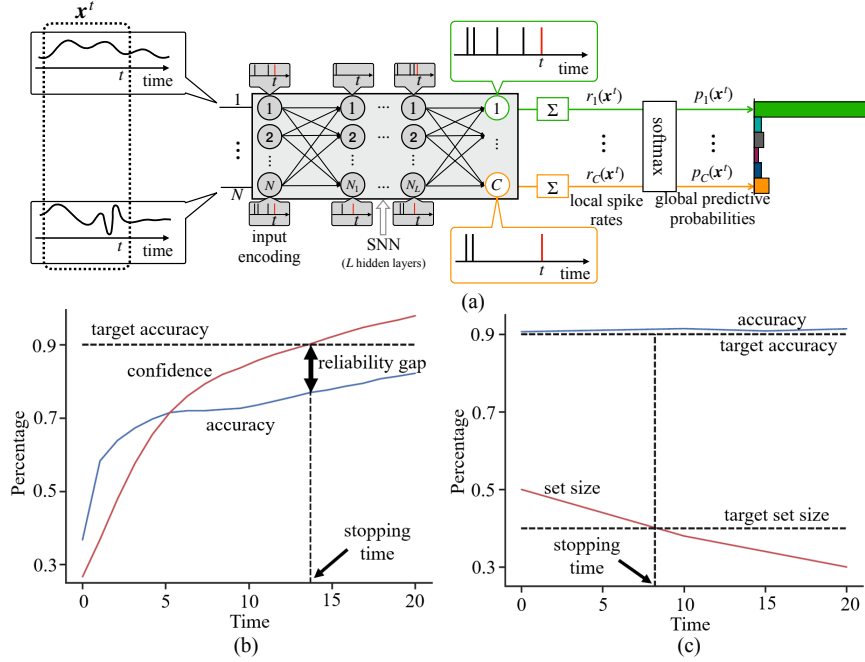 x^t
t time
t time
1
⋮
N
t t t
1 1 ... 1 1
2 2 ... 2
⋮ ⋮ ⋮ ⋮
N N_1 ... N_L C
t t t
input
encoding
SNN
(L hidden layers)
t time
t time
Σ r_1(x^t) p_1(x^t)
⋮ softmax ⋮
Σ r_C(x^t) p_C(x^t)
local spike
rates
global predictive
probabilities
(a)
Percentage
0.9
0.7
0.5
0.3
target accuracy
confidence
reliability gap
accuracy
stopping
time
0 5 10 15 20
Time
(b)
Percentage
0.9
0.7
0.5
0.3
accuracy
target accuracy
set size
target set size
stopping
time
0 5 10 15 20
Time
(c)